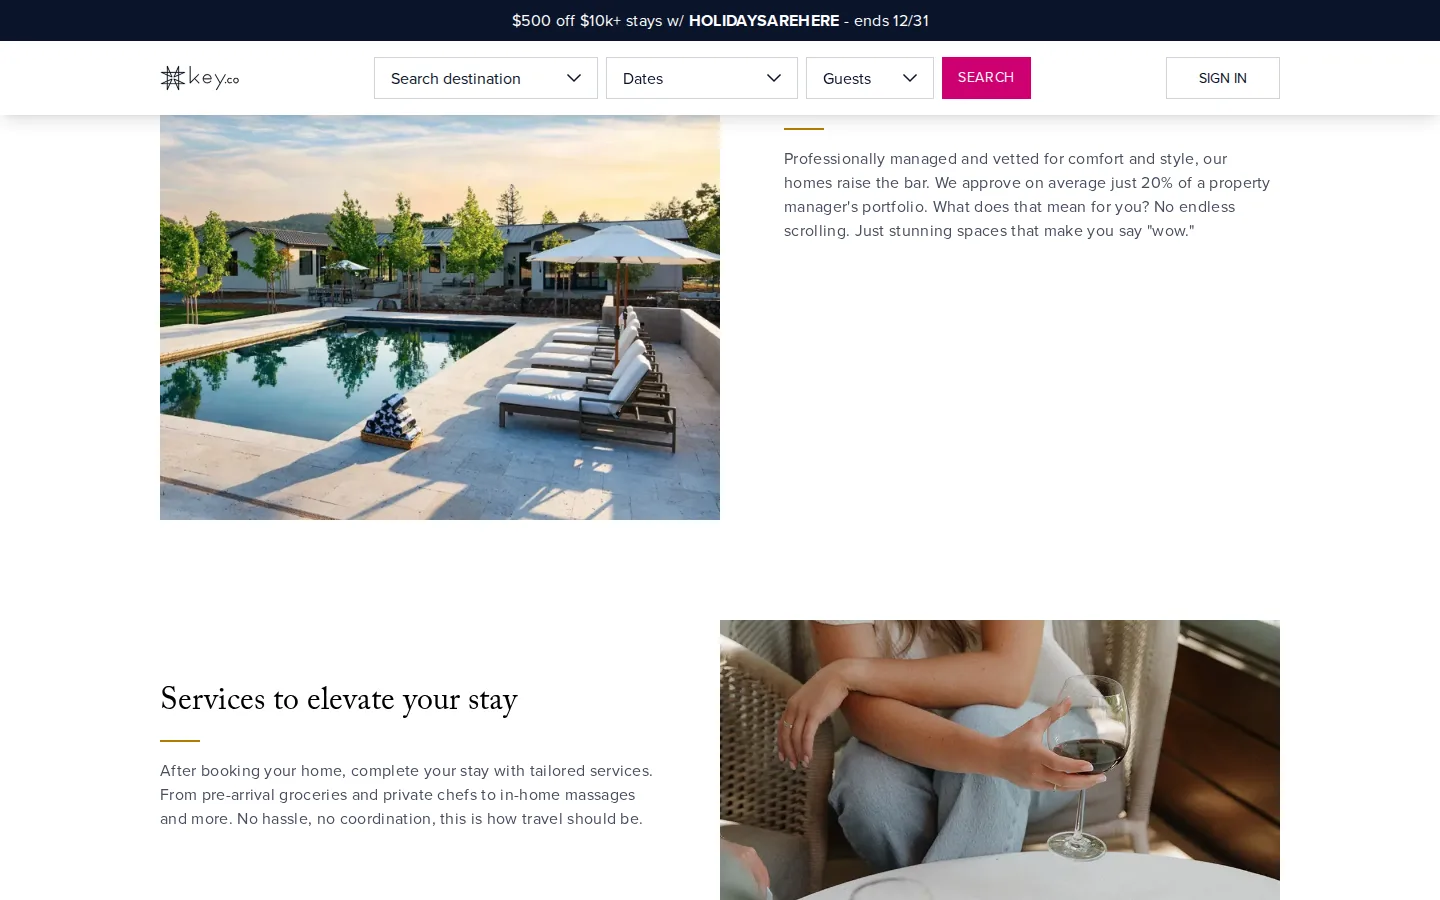 $500 off $10k+ stays w/ HOLIDAYSAREHERE - ends 12/31
key.co
Search destination
Dates
Guests
SEARCH
SIGN IN
Professionally managed and vetted for comfort and style, our
homes raise the bar. We approve on average just 20% of a property
manager's portfolio. What does that mean for you? No endless
scrolling. Just stunning spaces that make you say "wow."
Services to elevate your stay
After booking your home, complete your stay with tailored services.
From pre-arrival groceries and private chefs to in-home massages
and more. No hassle, no coordination, this is how travel should be.